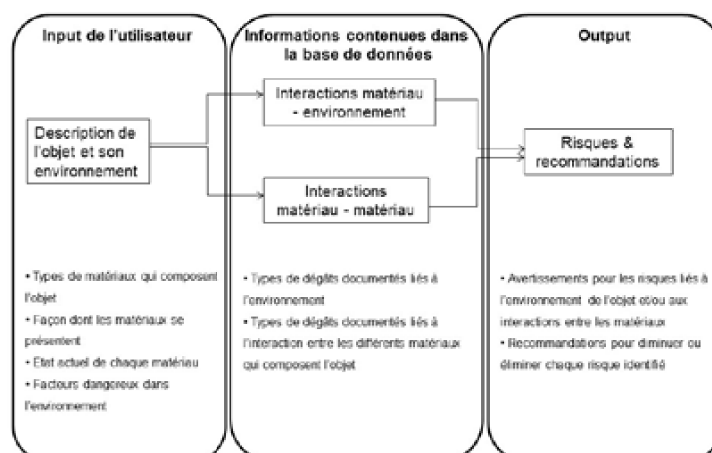 Input de l'utilisateur
Description de
l'objet et son
environnement
• Types de matériaux qui composent
l'objet
• Façon dont les matériaux se
présentent
• Etat actuel de chaque matériau
• Facteurs dangereux dans
l'environnement
Informations contenues dans
la base de données
Interactions matériau
- environnement
Interactions
matériau - matériau
• Types de dégâts documentés liés à
l'environnement
• Types de dégâts documentés liés à
l'interaction entre les différents matériaux
qui composent l'objet
Output
Risques &
recommandations
• Avertissements pour les risques liés à
l'environnement de l'objet et/ou aux
interactions entre les matériaux
• Recommandations pour diminuer ou
éliminer chaque risque identifié